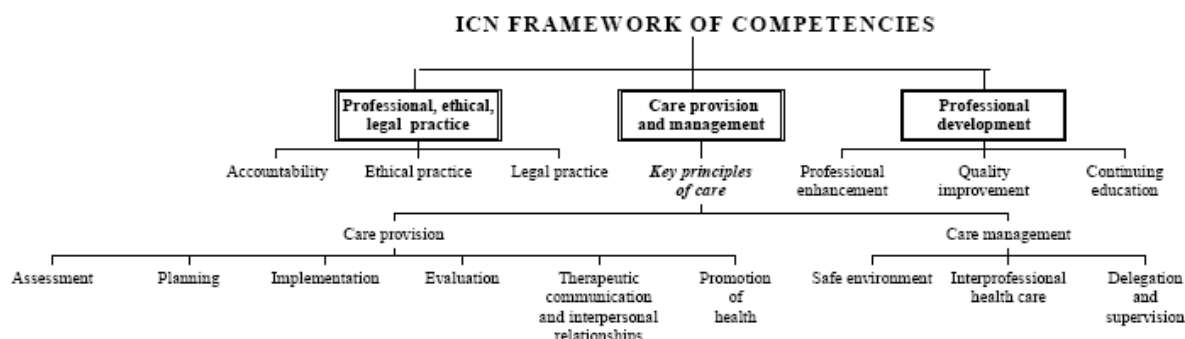 ICN FRAMEWORK OF COMPETENCIES
Professional, ethical,
legal practice
Care provision
and management
Professional
development
Accountability
Ethical practice
Legal practice
Key principles
of care
Professional
enhancement
Quality
improvement
Continuing
education
Care provision
Care management
Assessment
Planning
Implementation
Evaluation
Therapeutic
communication
and interpersonal
relationships
Promotion
of
health
Safe environment
Interprofessional
health care
Delegation
and
supervision